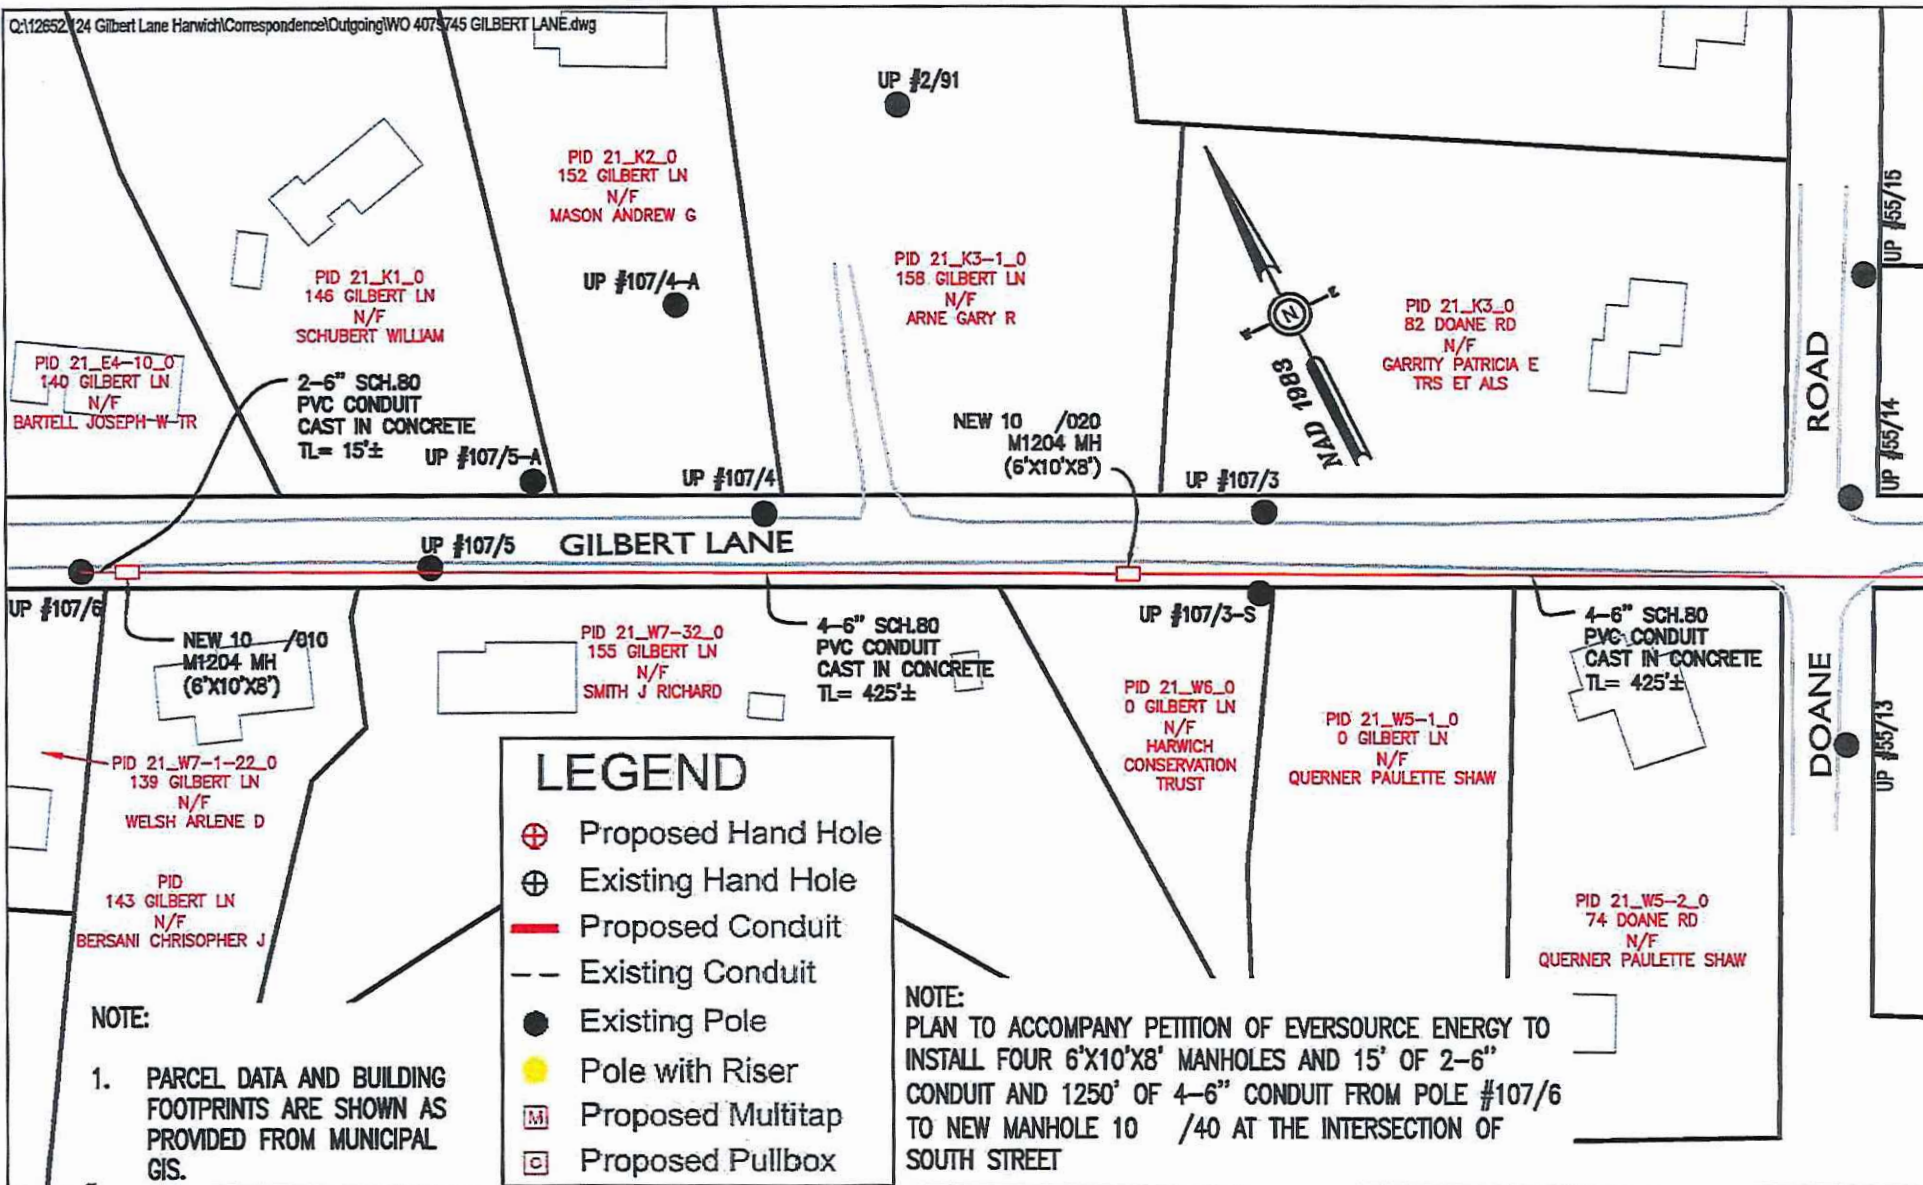 Q:\12652.124 Gilbert Lane Harwich\Correspondence\Outgoing\WO 4075745 GILBERT LANE.dwg
UP #2/91
PID 21_K2_0
152 GILBERT LN
N/F
MASON ANDREW G
UP #107/4-A
PID 21_K1_0
146 GILBERT LN
N/F
SCHUBERT WILLIAM
PID 21_K3-1_0
158 GILBERT LN
N/F
ARNE GARY R
N
NAD 1983
PID 21_K3_0
82 DOANE RD
N/F
GARRITY PATRICIA E
TRS ET ALS
UP #55/15
PID 21_E4-10_0
140 GILBERT LN
N/F
BARTELL JOSEPH W TR
2-6" SCH.80
PVC CONDUIT
CAST IN CONCRETE
TL= 15'±
UP #107/5-A
UP #107/4
NEW 10 /020
M1204 MH
(6'X10'X8')
UP #107/3
ROAD
UP #55/14
UP #107/5
GILBERT LANE
UP #107/6
NEW 10 /010
M1204 MH
(6'X10'X8')
PID 21_W7-32_0
155 GILBERT LN
N/F
SMITH J RICHARD
4-6" SCH.80
PVC CONDUIT
CAST IN CONCRETE
TL= 425'±
UP #107/3-S
4-6" SCH.80
PVC CONDUIT
CAST IN CONCRETE
TL= 425'±
DOANE
UP #55/13
PID 21_W6_0
0 GILBERT LN
N/F
HARWICH
CONSERVATION
TRUST
PID 21_W5-1_0
0 GILBERT LN
N/F
QUERNER PAULETTE SHAW
PID 21_W7-1-22_0
139 GILBERT LN
N/F
WELSH ARLENE D
PID
143 GILBERT LN
N/F
BERSANI CHRISOPHER J
PID 21_W5-2_0
74 DOANE RD
N/F
QUERNER PAULETTE SHAW
LEGEND
Proposed Hand Hole
Existing Hand Hole
Proposed Conduit
Existing Conduit
Existing Pole
Pole with Riser
M Proposed Multitap
C Proposed Pullbox
NOTE:
1. PARCEL DATA AND BUILDING
FOOTPRINTS ARE SHOWN AS
PROVIDED FROM MUNICIPAL
GIS.
NOTE:
PLAN TO ACCOMPANY PETITION OF EVERSOURCE ENERGY TO
INSTALL FOUR 6'X10'X8' MANHOLES AND 15' OF 2-6"
CONDUIT AND 1250' OF 4-6" CONDUIT FROM POLE #107/6
TO NEW MANHOLE 10 /40 AT THE INTERSECTION OF
SOUTH STREET